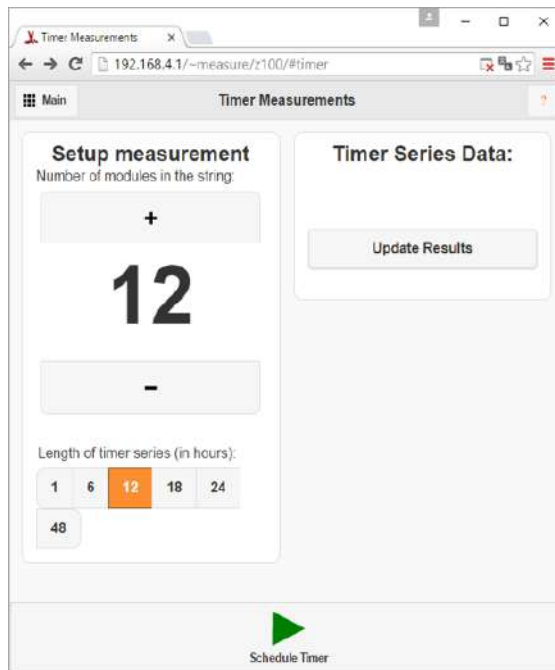 Timer Measurements
192.168.4.1/~measure/z100/#timer
Main
Timer Measurements
?
Setup measurement
Number of modules in the string:
+
12
-
Length of timer series (in hours):
1 6 12 18 24
48
Timer Series Data:
Update Results
Schedule Timer